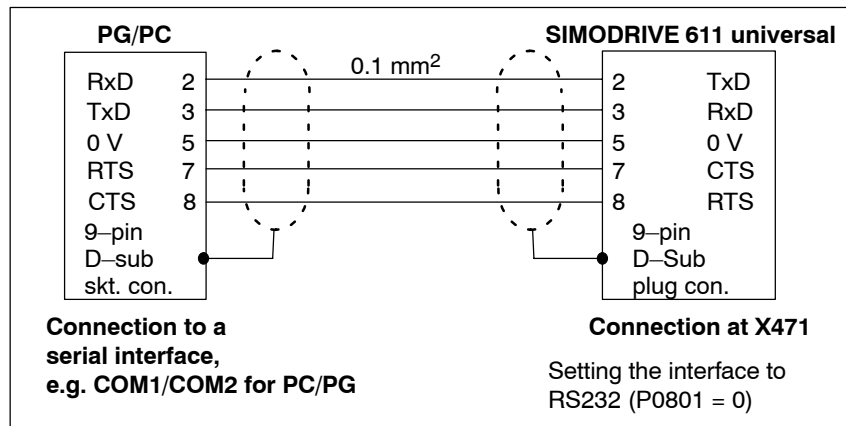 PG/PC
SIMODRIVE 611 universal
0.1 mm²
RxD 2
TxD 3
0 V 5
RTS 7
CTS 8
9–pin
D–sub
skt. con.
2 TxD
3 RxD
5 0 V
7 CTS
8 RTS
9–pin
D–Sub
plug con.
Connection to a
serial interface,
e.g. COM1/COM2 for PC/PG
Connection at X471
Setting the interface to
RS232 (P0801 = 0)